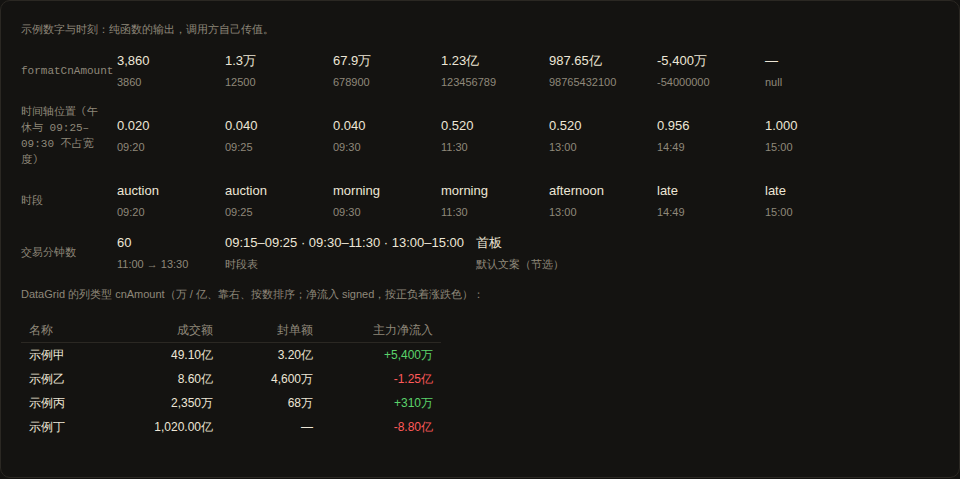 示例数字与时刻：纯函数的输出，调用方自己传值。
formatCnAmount 3,860 1.3万 67.9万 1.23亿 987.65亿 -5,400万 —
3860 12500 678900 123456789 98765432100 -54000000 null
时间轴位置（午
休与 09:25–
09:30 不占宽
度）
0.020 0.040 0.040 0.520 0.520 0.956 1.000
09:20 09:25 09:30 11:30 13:00 14:49 15:00
时段 auction auction morning morning afternoon late late
09:20 09:25 09:30 11:30 13:00 14:49 15:00
交易分钟数 60 09:15–09:25 · 09:30–11:30 · 13:00–15:00 首板
11:00 → 13:30 时段表 默认文案（节选）
DataGrid 的列类型 cnAmount（万 / 亿、靠右、按数排序；净流入 signed，按正负着涨跌色）：
名称 成交额 封单额 主力净流入
示例甲 49.10亿 3.20亿 +5,400万
示例乙 8.60亿 4,600万 -1.25亿
示例丙 2,350万 68万 +310万
示例丁 1,020.00亿 — -8.80亿